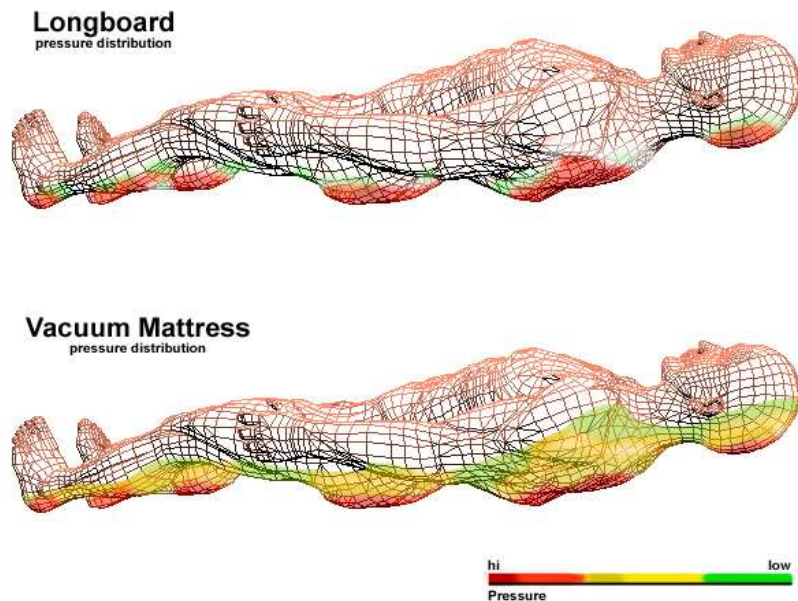 Longboard
pressure distribution
Vacuum Mattress
pressure distribution
hi low
Pressure